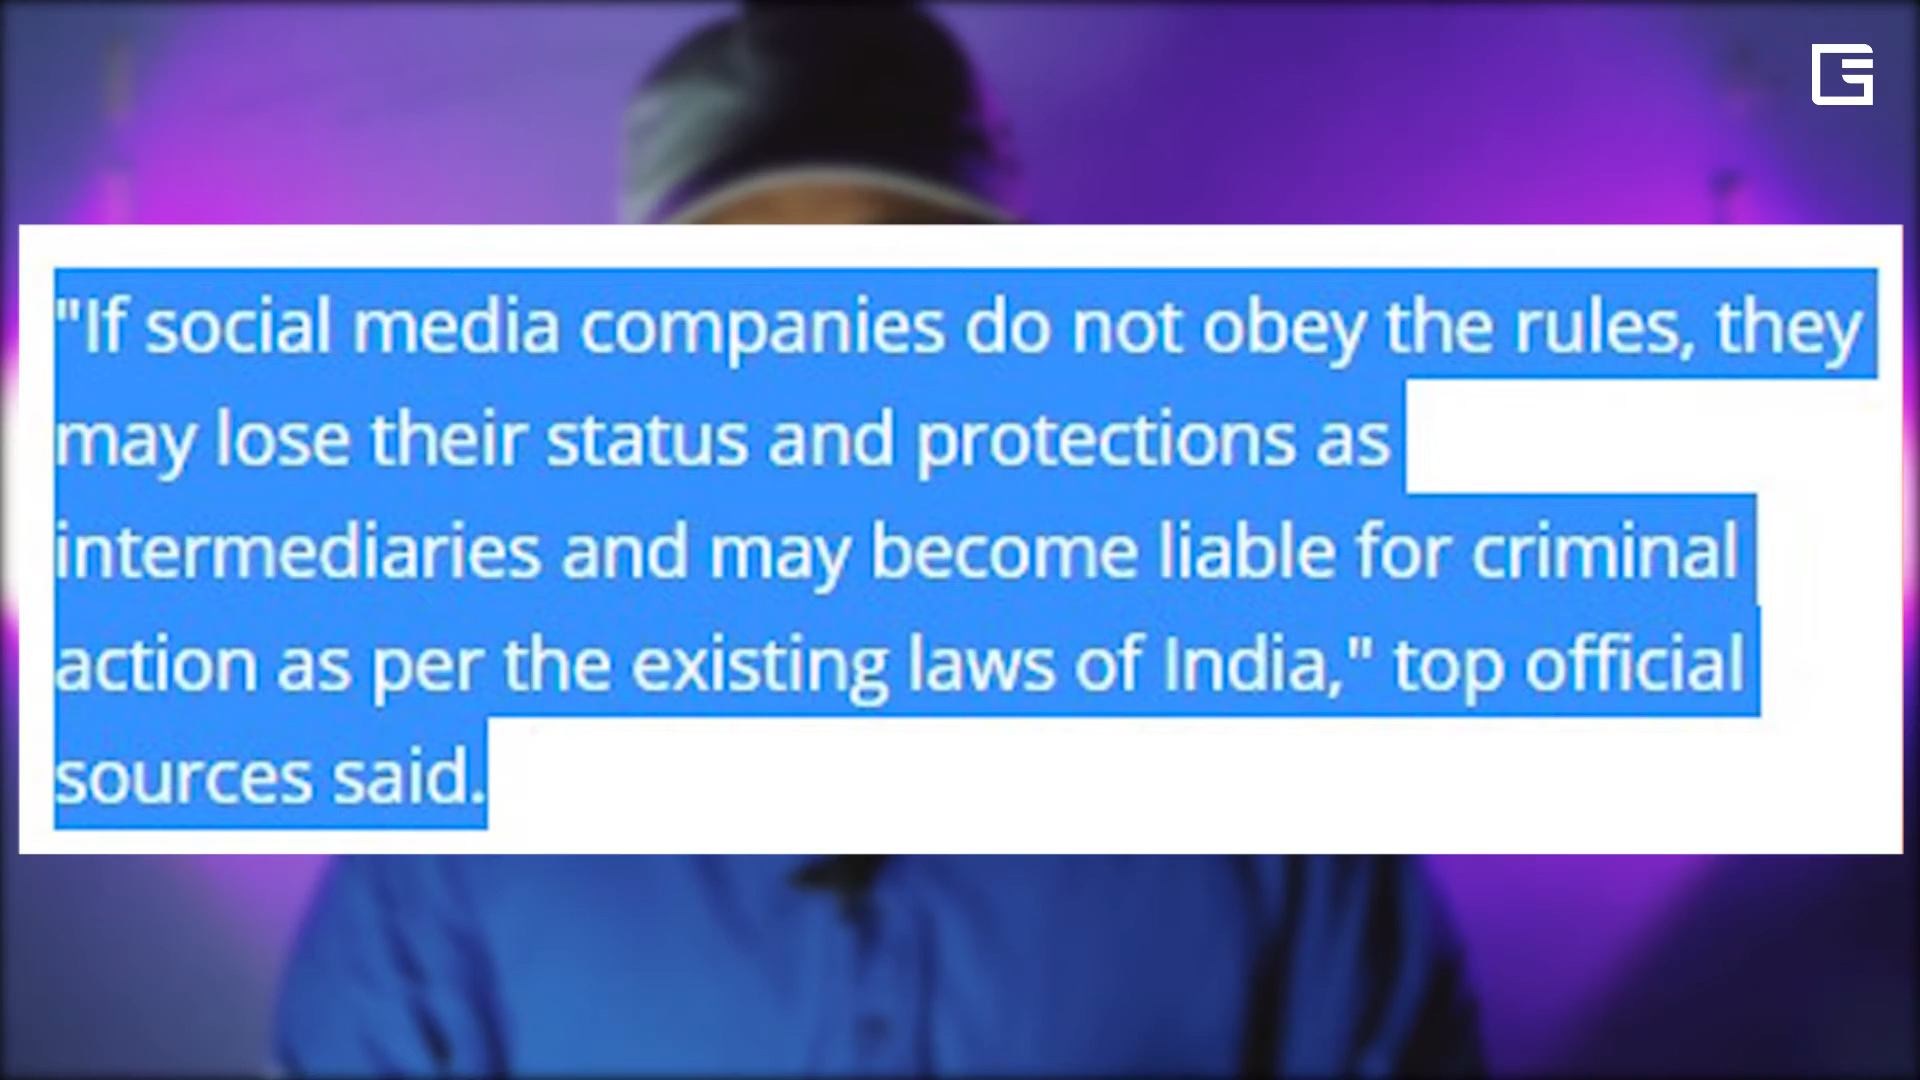 "If social media companies do not obey the rules, they
may lose their status and protections as
intermediaries and may become liable for criminal
action as per the existing laws of India," top official
sources said.